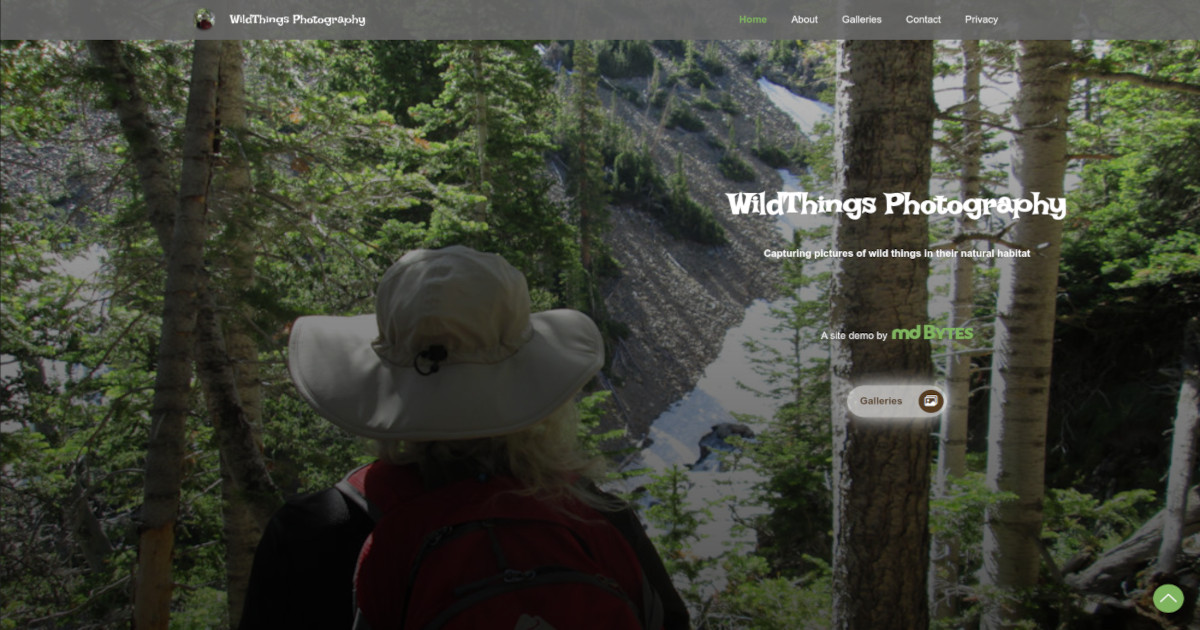 WildThings Photography
Home About Galleries Contact Privacy
WildThings Photography
Capturing pictures of wild things in their natural habitat
A site demo by md BYTES
Galleries